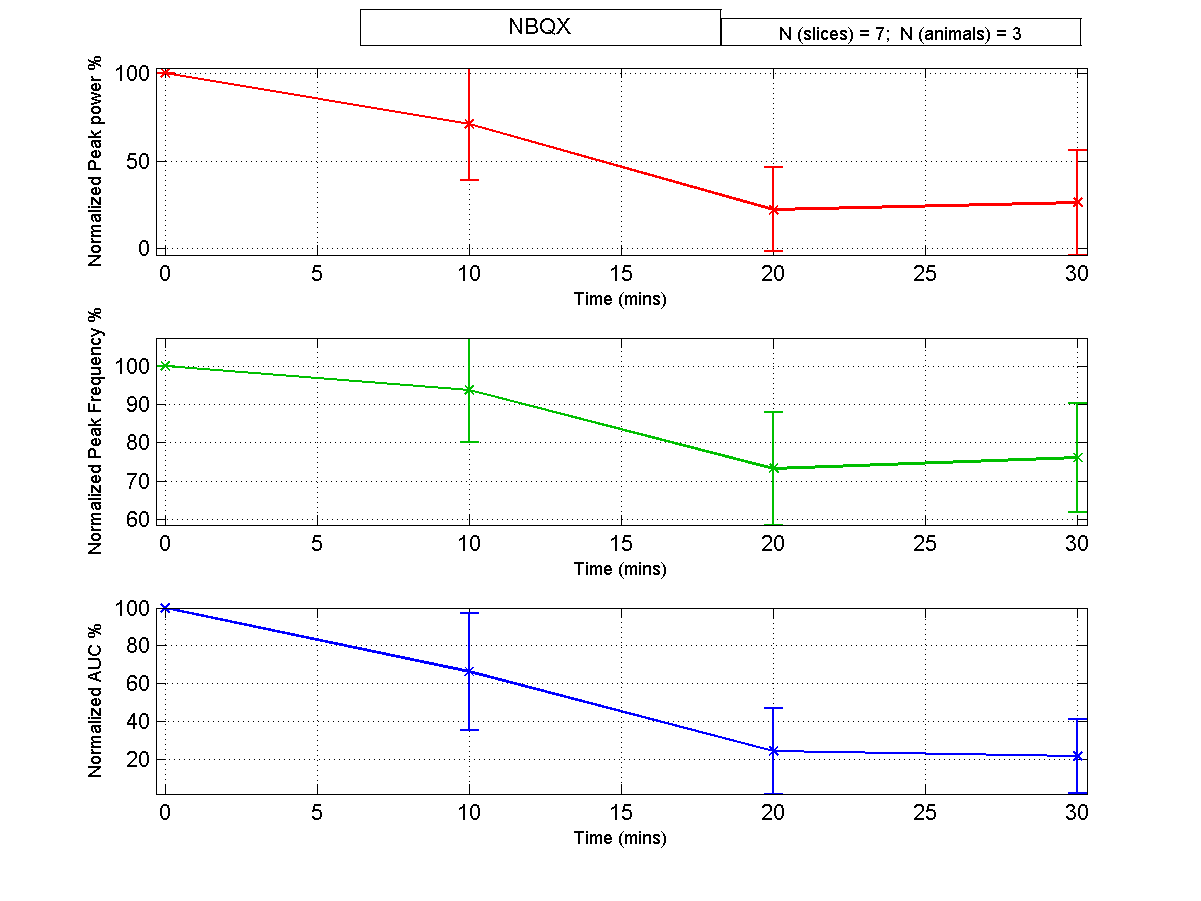 NBQX
N (slices) = 7; N (animals) = 3
Normalized Peak power %
100
50
0
0 5 10 15 20 25 30
Time (mins)
Normalized Peak Frequency %
100
90
80
70
60
0 5 10 15 20 25 30
Time (mins)
Normalized AUC %
100
80
60
40
20
0 5 10 15 20 25 30
Time (mins)